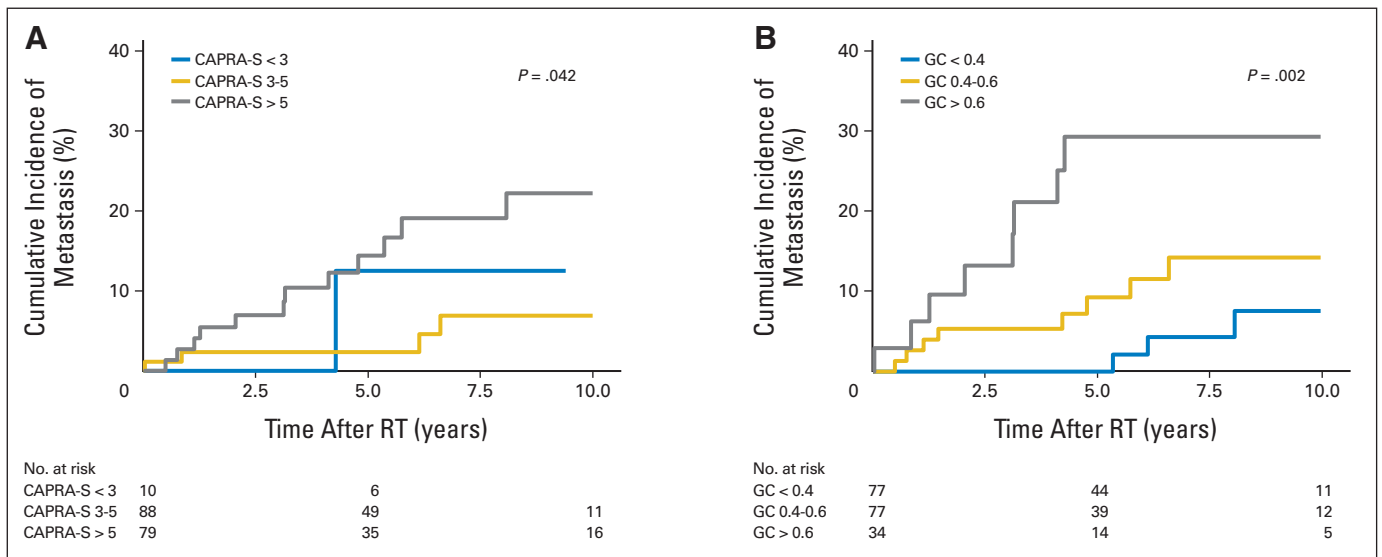 A
40
30
20
10
0
2.5
5.0
7.5
10.0
Cumulative Incidence of
Metastasis (%)
CAPRA-S < 3
CAPRA-S 3-5
CAPRA-S > 5
P = .042
Time After RT (years)
No. at risk
CAPRA-S < 3 10 6
CAPRA-S 3-5 88 49 11
CAPRA-S > 5 79 35 16
B
40
30
20
10
0
2.5
5.0
7.5
10.0
Cumulative Incidence of
Metastasis (%)
GC < 0.4
GC 0.4-0.6
GC > 0.6
P = .002
Time After RT (years)
No. at risk
GC < 0.4 77 44 11
GC 0.4-0.6 77 39 12
GC > 0.6 34 14 5